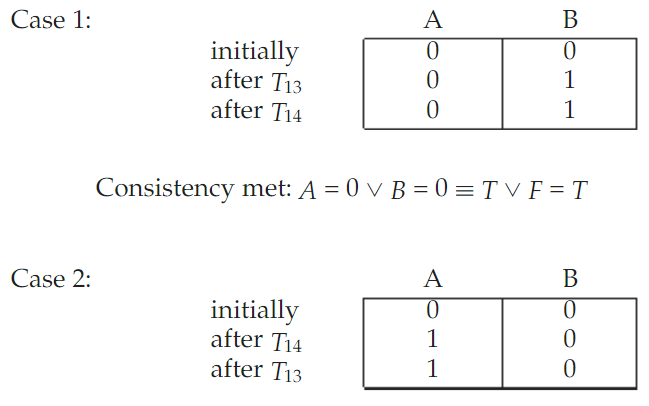 Case 1: A B
initially 0 0
after T13 0 1
after T14 0 1
Consistency met: A = 0 ∨ B = 0 ≡ T ∨ F = T
Case 2: A B
initially 0 0
after T14 1 0
after T13 1 0